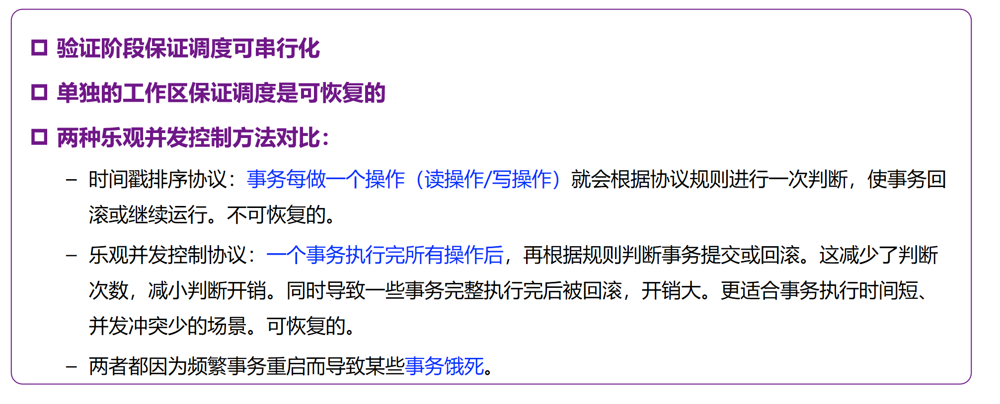 验证阶段保证调度可串行化
单独的工作区保证调度是可恢复的
两种乐观并发控制方法对比：
– 时间戳排序协议：事务每做一个操作（读操作/写操作）就会根据协议规则进行一次判断，使事务回
滚或继续运行。不可恢复的。
– 乐观并发控制协议：一个事务执行完所有操作后，再根据规则判断事务提交或回滚。这减少了判断
次数，减小判断开销。同时导致一些事务完整执行完后被回滚，开销大。更适合事务执行时间短、
并发冲突少的场景。可恢复的。
– 两者都因为频繁事务重启而导致某些事务饿死。